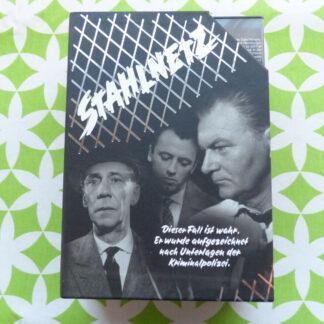 STAHLNETZ
Dieser Fall ist wahr.
Er wurde aufgezeichnet
nach Unterlagen der
Kriminalpolizei.